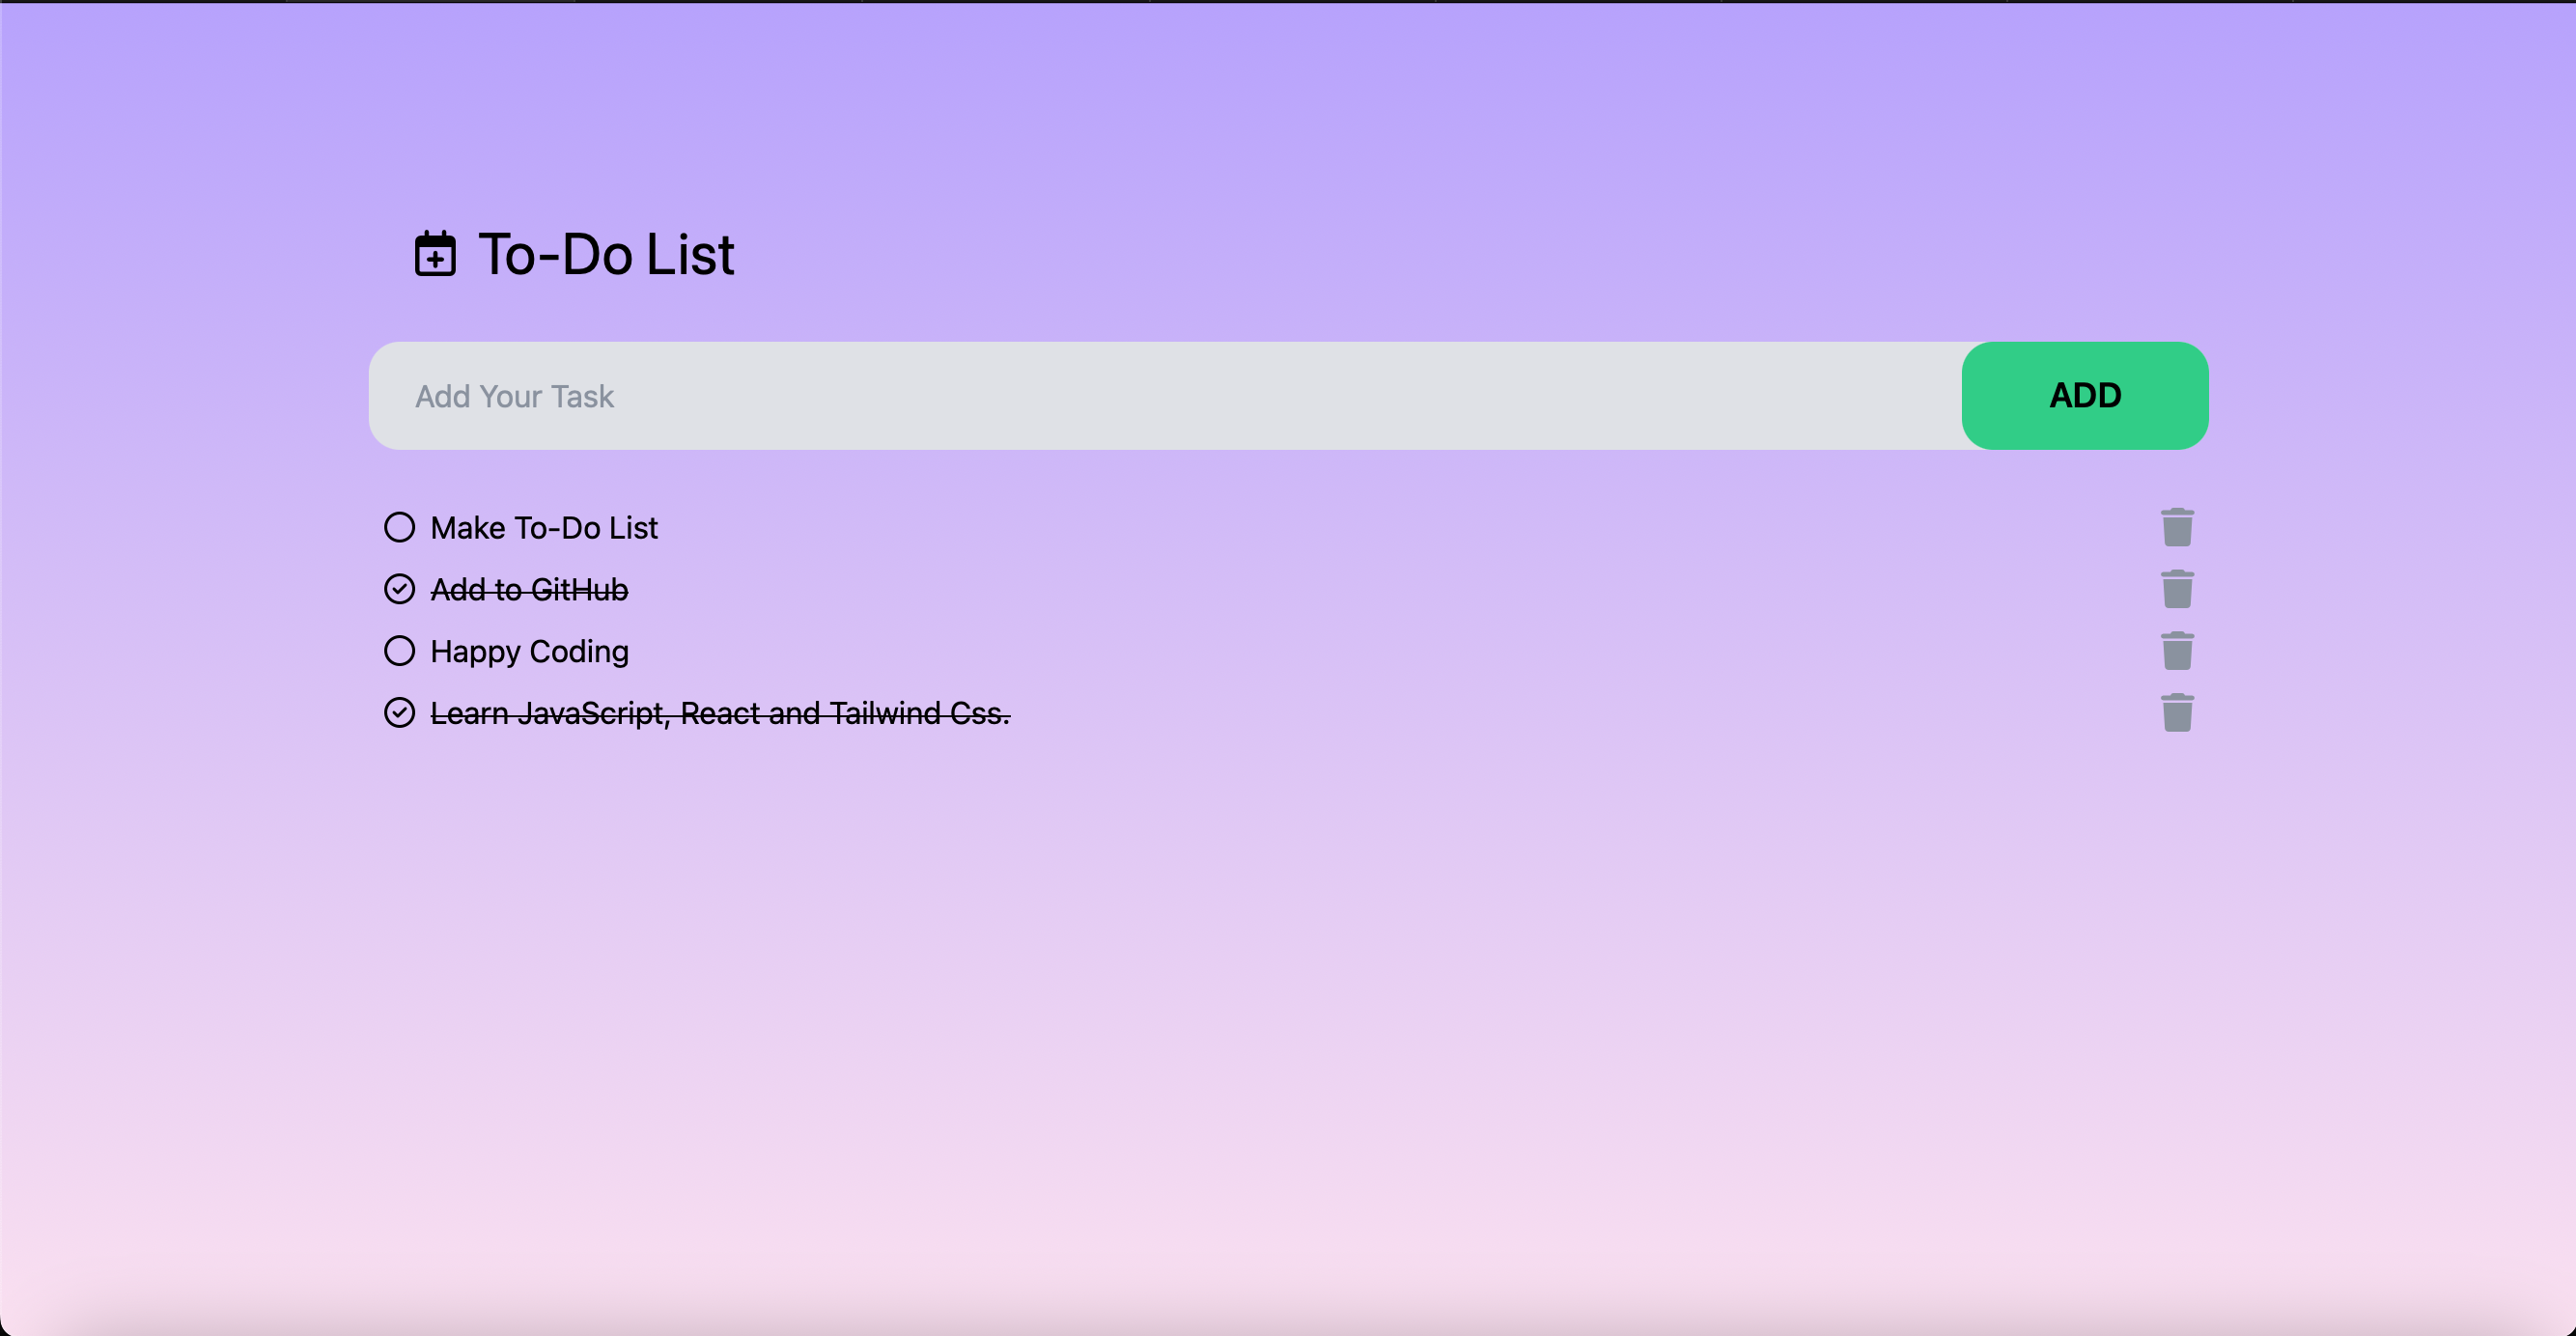 To-Do List
Add Your Task
ADD
Make To-Do List
Add to GitHub
Happy Coding
Learn JavaScript, React and Tailwind Css.